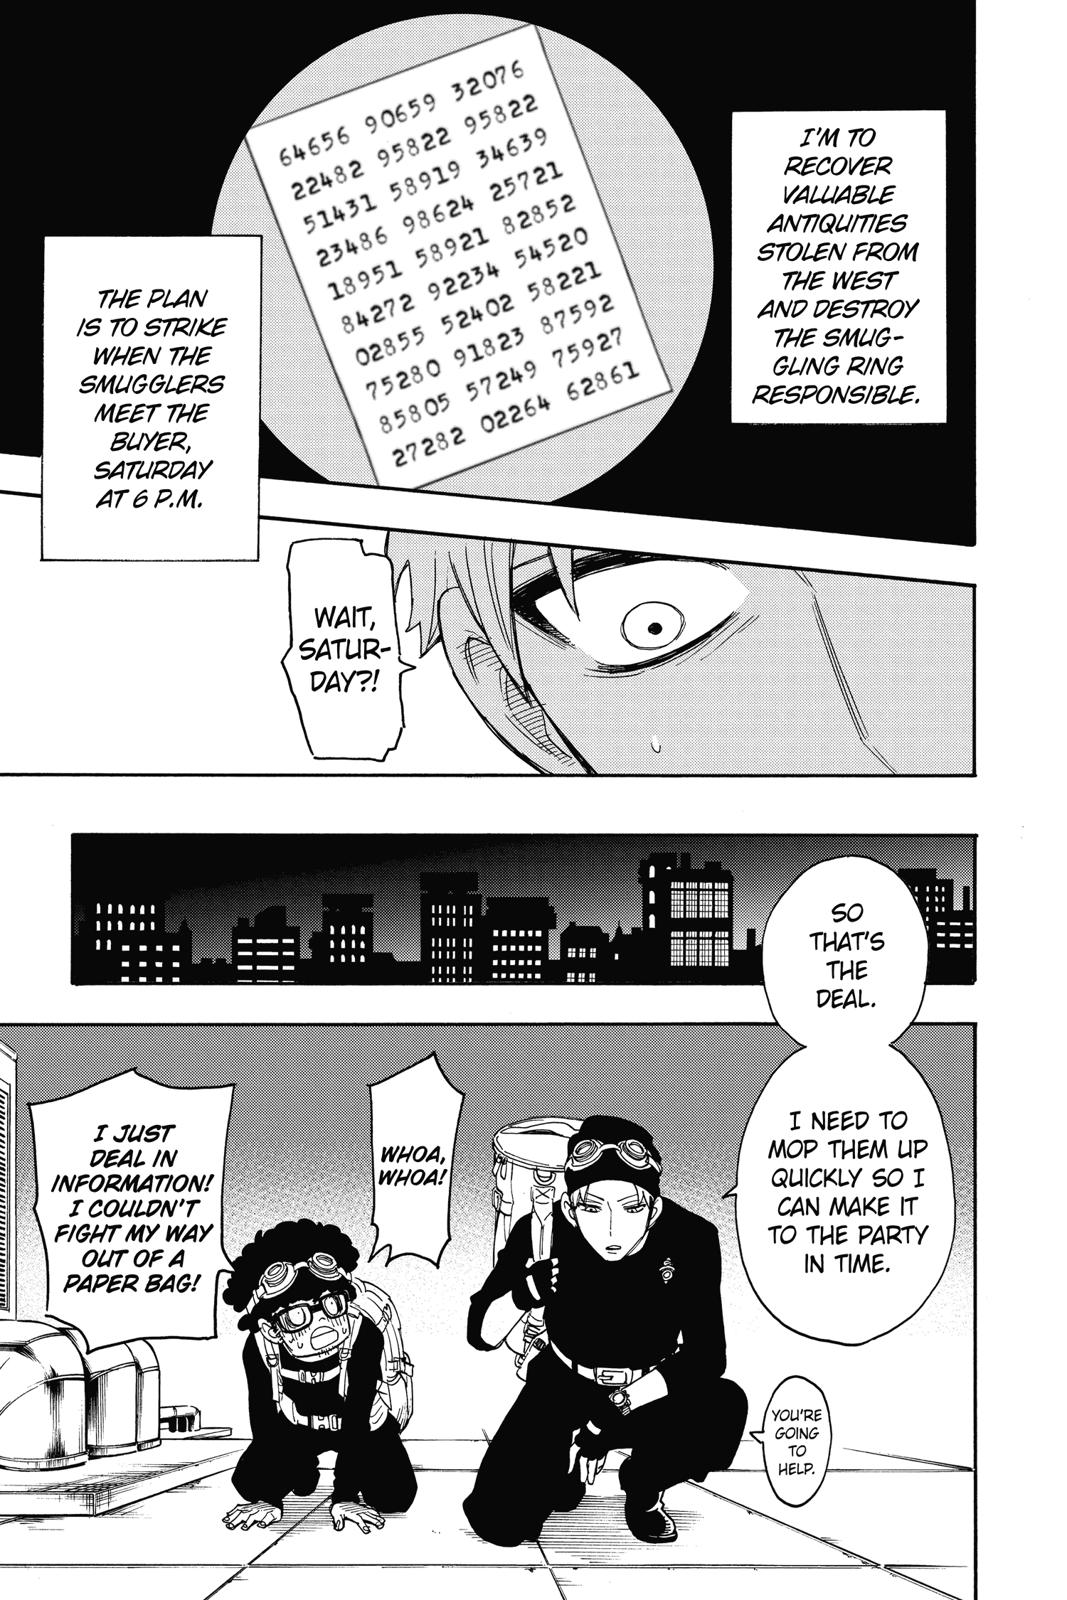 I'M TO
RECOVER
VALUABLE
ANTIQUITIES
STOLEN FROM
THE WEST
AND DESTROY
THE SMUG-
GLING RING
RESPONSIBLE.
64656 90659 32076
22482 95822 95822
51431 58919 34639
23486 98624 25721
18951 58921 82852
84272 92234 54520
02855 52402 58221
75280 91823 87592
85805 57249 75927
27282 02264 62861
THE PLAN
IS TO STRIKE
WHEN THE
SMUGGLERS
MEET THE
BUYER,
SATURDAY
AT 6 P.M.
WAIT,
SATUR-
DAY?!
SO
THAT'S
THE
DEAL.
I NEED TO
MOP THEM UP
QUICKLY SO I
CAN MAKE IT
TO THE PARTY
IN TIME.
YOU'RE
GOING
TO
HELP.
WHOA,
WHOA!
I JUST
DEAL IN
INFORMATION!
I COULDN'T
FIGHT MY WAY
OUT OF A
PAPER BAG!